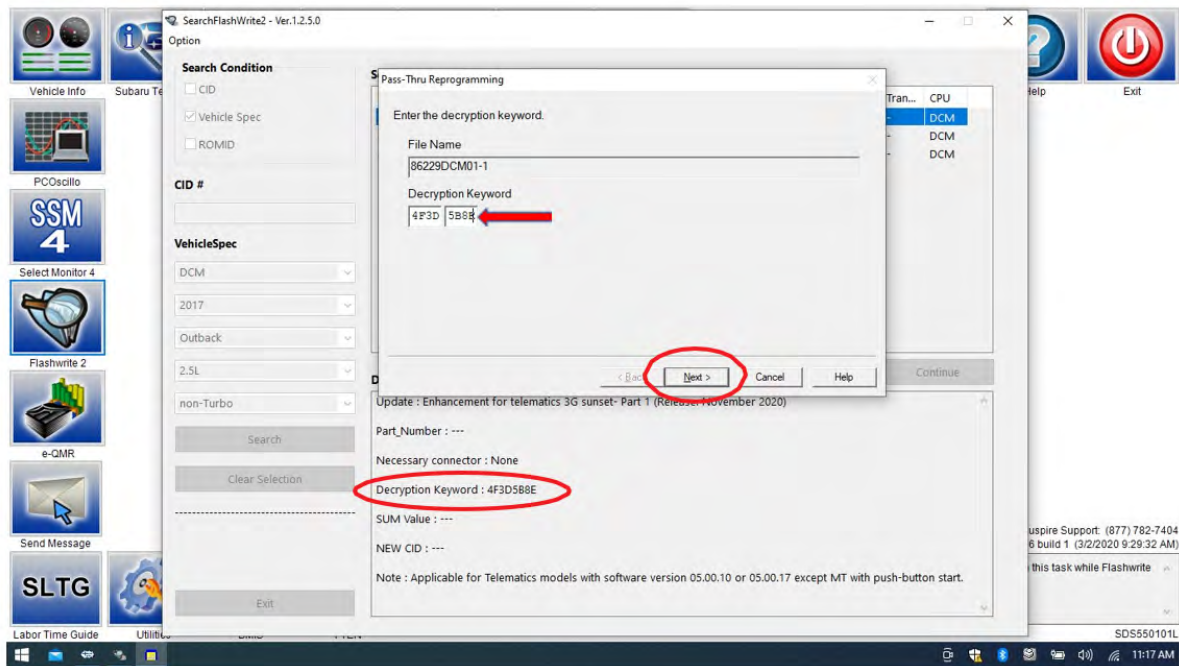 SearchFlashWrite2 - Ver.1.2.5.0
Option
Search Condition
CID
Vehicle Spec
ROMID
CID #
VehicleSpec
DCM
2017
Outback
2.5L
non-Turbo
Search
Clear Selection
Exit
Pass-Thru Reprogramming
Enter the decryption keyword.
File Name
86229DCM01-1
Decryption Keyword
4F3D 5B8E
Next >
Cancel
Help
Tran... CPU
- DCM
- DCM
- DCM
Continue
Update : Enhancement for telematics 3G sunset- Part 1 (Release: November 2020)
Part_Number : ---
Necessary connector : None
Decryption Keyword : 4F3D5B8E
SUM Value : ---
NEW CID : ---
Note : Applicable for Telematics models with software version 05.00.10 or 05.00.17 except MT with push-button start.
Vehicle Info
Subaru Te
PCOscillo
SSM
4
Select Monitor 4
Flashwrite 2
e-QMR
Send Message
SLTG
Labor Time Guide
Utilities
Help
Exit
uspire Support: (877) 782-7404
6 build 1 (3/2/2020 9:29:32 AM)
this task while Flashwrite
SDS550101L
11:17 AM